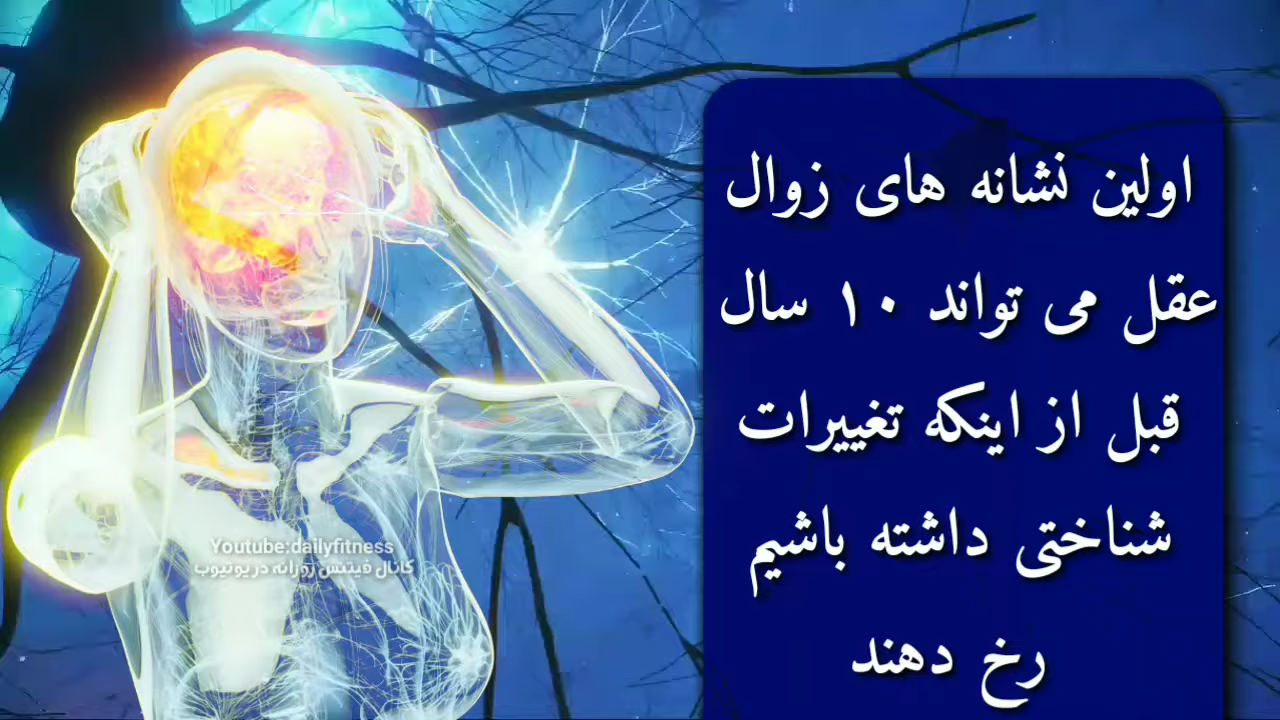 اولین نشانه های زوال
عقل می تواند ۱۰ سال
قبل از اینکه تغییرات
شناختی داشته باشیم
رخ دهند
Youtube:dailyfitness
کانال فیتنس روزانه در یوتیوب